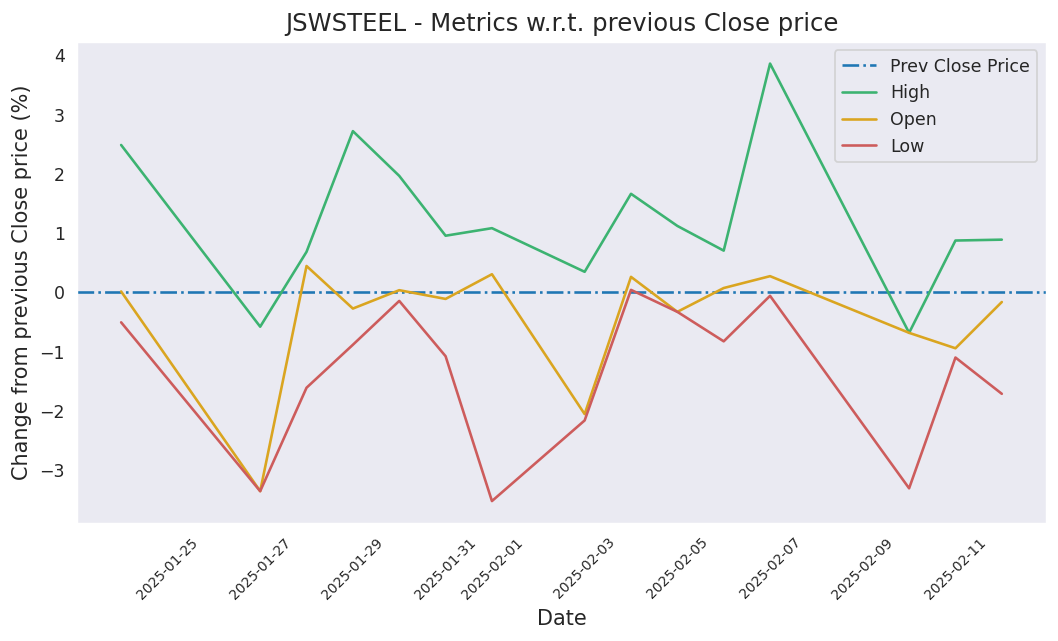 JSWSTEEL - Metrics w.r.t. previous Close price
Change from previous Close price (%)
4
3
2
1
0
−1
−2
−3
Prev Close Price
High
Open
Low
2025-01-25
2025-01-27
2025-01-29
2025-01-31
2025-02-01
2025-02-03
2025-02-05
2025-02-07
2025-02-09
2025-02-11
Date